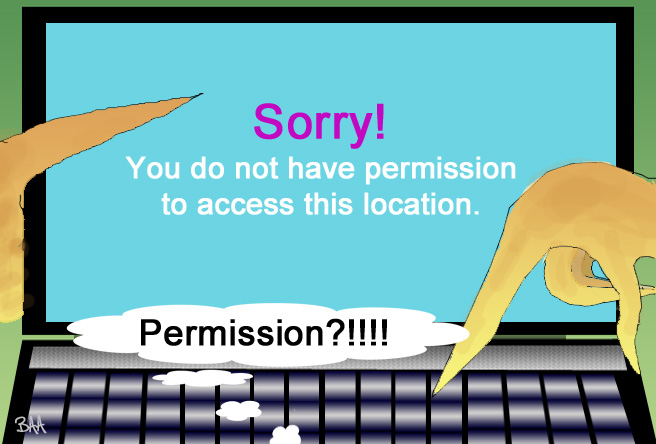 Sorry!
You do not have permission
to access this location.
Permission?!!!!
BAA